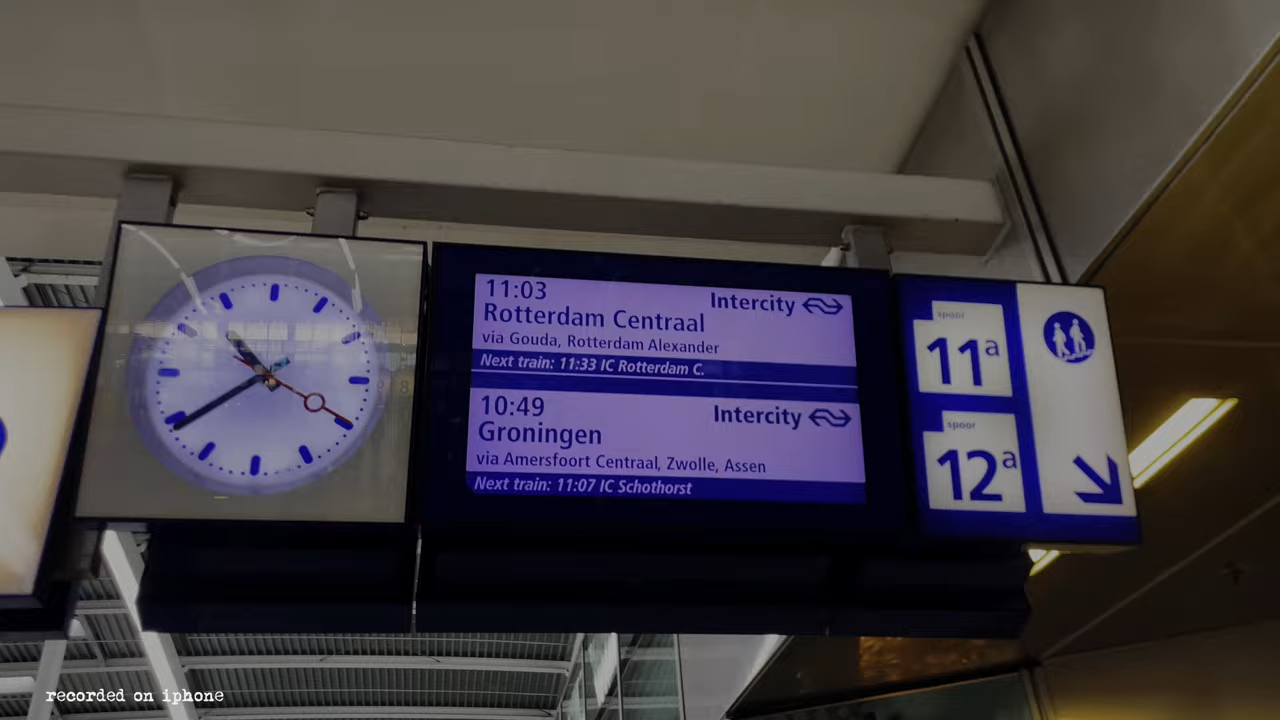 11:03
Intercity
Rotterdam Centraal
via Gouda, Rotterdam Alexander
Next train: 11:33 IC Rotterdam C.
10:49
Intercity
Groningen
via Amersfoort Centraal, Zwolle, Assen
Next train: 11:07 IC Schothorst
spoor
11a
spoor
12a
recorded on iphone